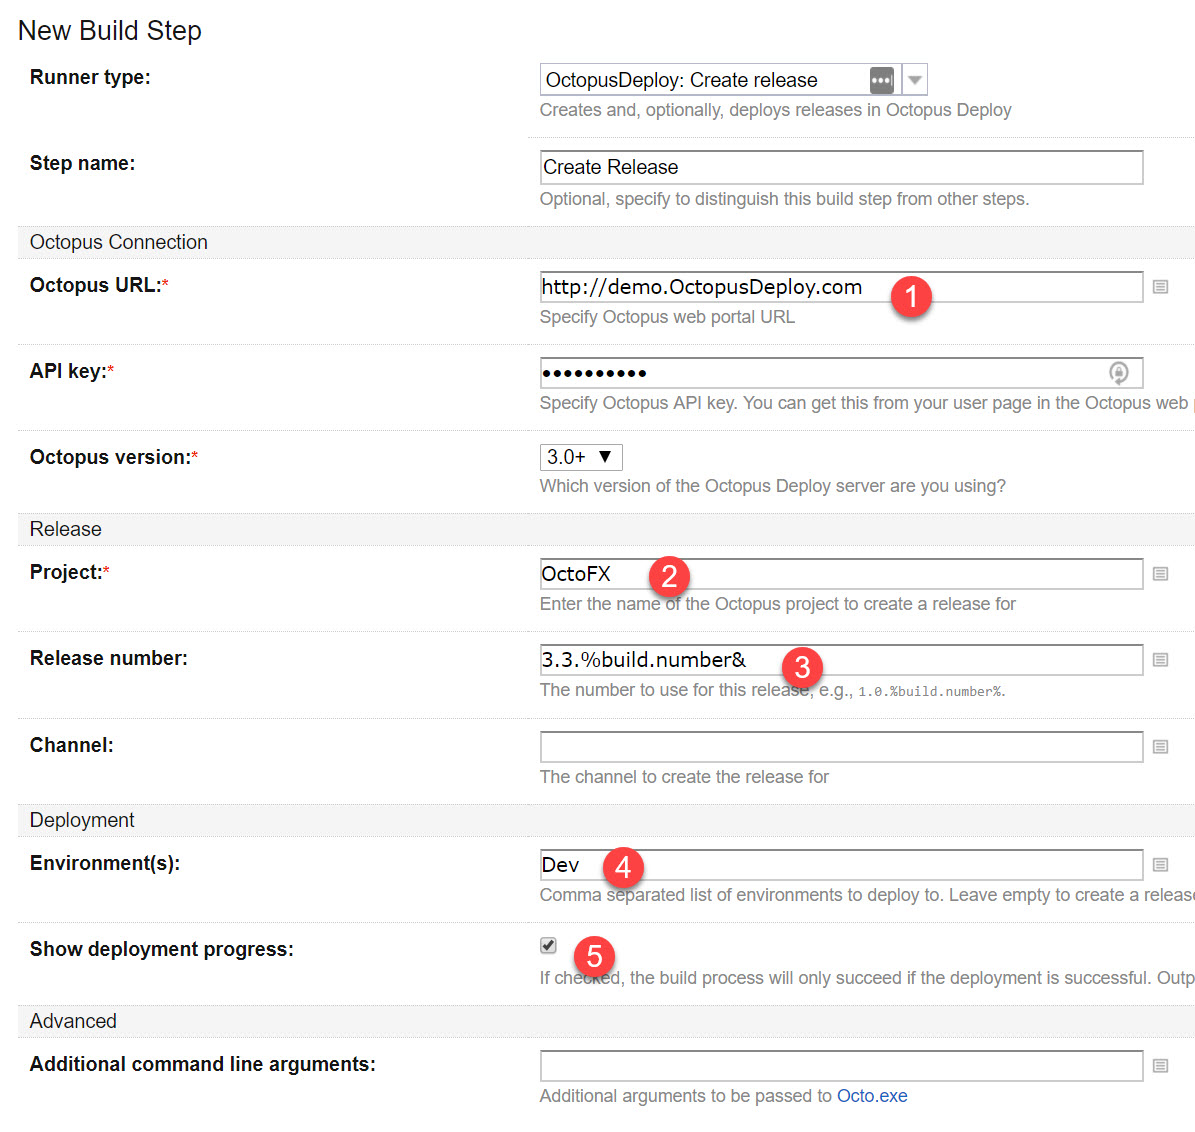 New Build Step
Runner type:
OctopusDeploy: Create release
Creates and, optionally, deploys releases in Octopus Deploy
Step name:
Create Release
Optional, specify to distinguish this build step from other steps.
Octopus Connection
Octopus URL:*
http://demo.OctopusDeploy.com 1
Specify Octopus web portal URL
API key:*
••••••••••
Specify Octopus API key. You can get this from your user page in the Octopus web
Octopus version:*
3.0+ ▼
Which version of the Octopus Deploy server are you using?
Release
Project:*
OctoFX 2
Enter the name of the Octopus project to create a release for
Release number:
3.3.%build.number& 3
The number to use for this release, e.g., 1.0.%build.number%.
Channel:
The channel to create the release for
Deployment
Environment(s):
Dev 4
Comma separated list of environments to deploy to. Leave empty to create a release
Show deployment progress:
5
If checked, the build process will only succeed if the deployment is successful. Outp
Advanced
Additional command line arguments:
Additional arguments to be passed to Octo.exe